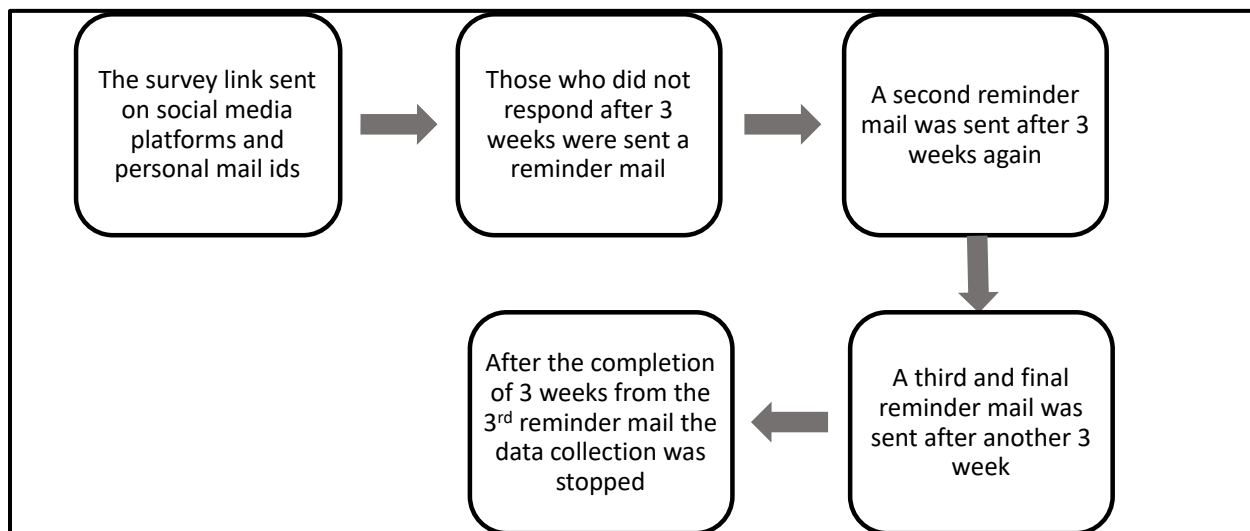 The survey link sent
on social media
platforms and
personal mail ids
Those who did not
respond after 3
weeks were sent a
reminder mail
A second reminder
mail was sent after 3
weeks again
A third and final
reminder mail was
sent after another 3
week
After the completion
of 3 weeks from the
3rd reminder mail the
data collection was
stopped